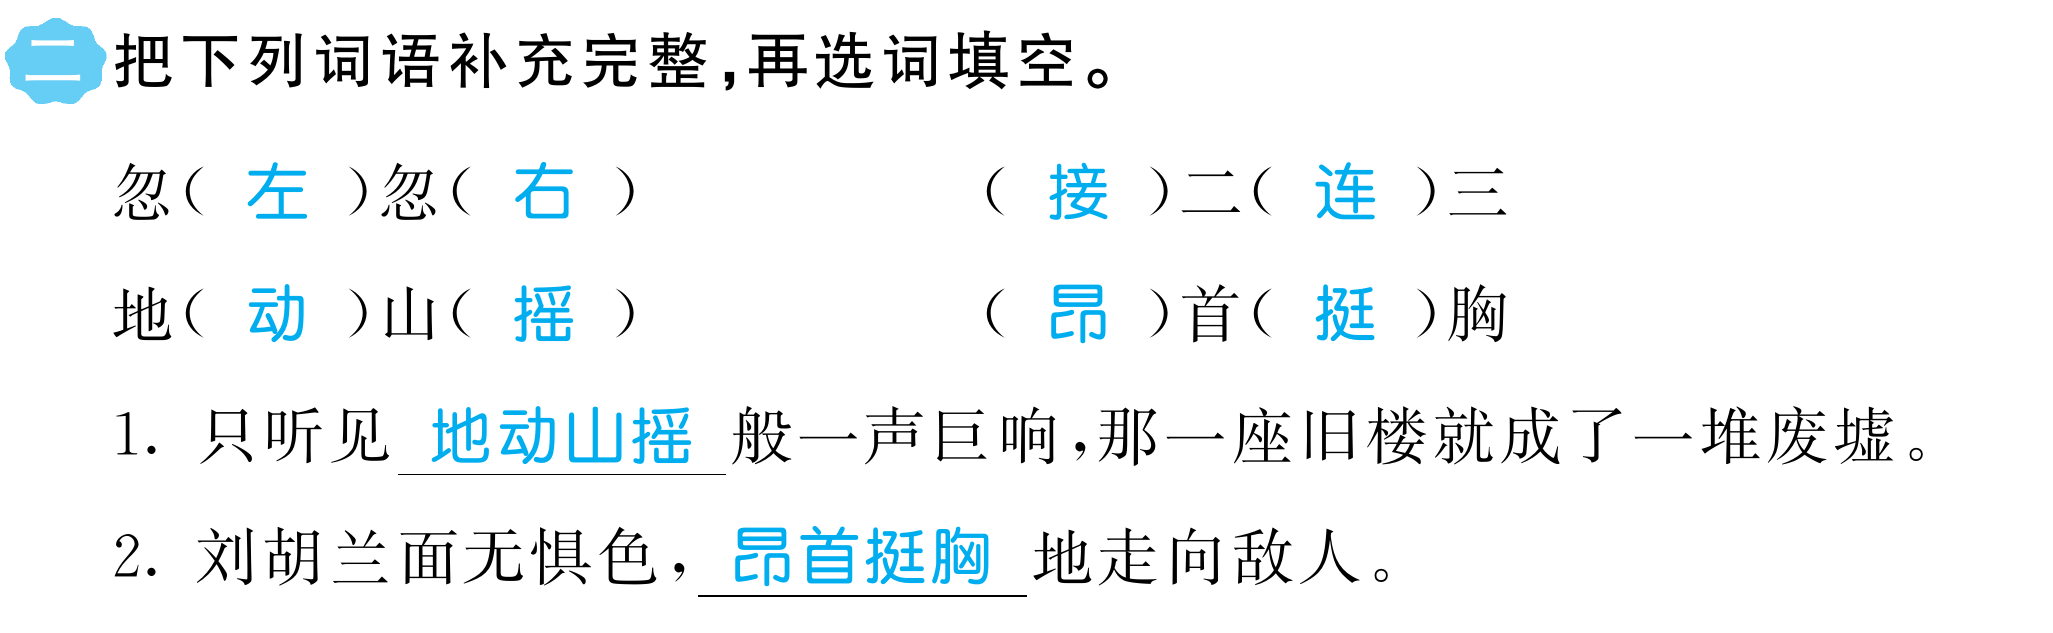 二 把下列词语补充完整,再选词填空。
忽( 左 )忽( 右 ) ( 接 )二( 连 )三
地( 动 )山( 摇 ) ( 昂 )首( 挺 )胸
1. 只听见 地动山摇 般一声巨响,那一座旧楼就成了一堆废墟。
2. 刘胡兰面无惧色, 昂首挺胸 地走向敌人。